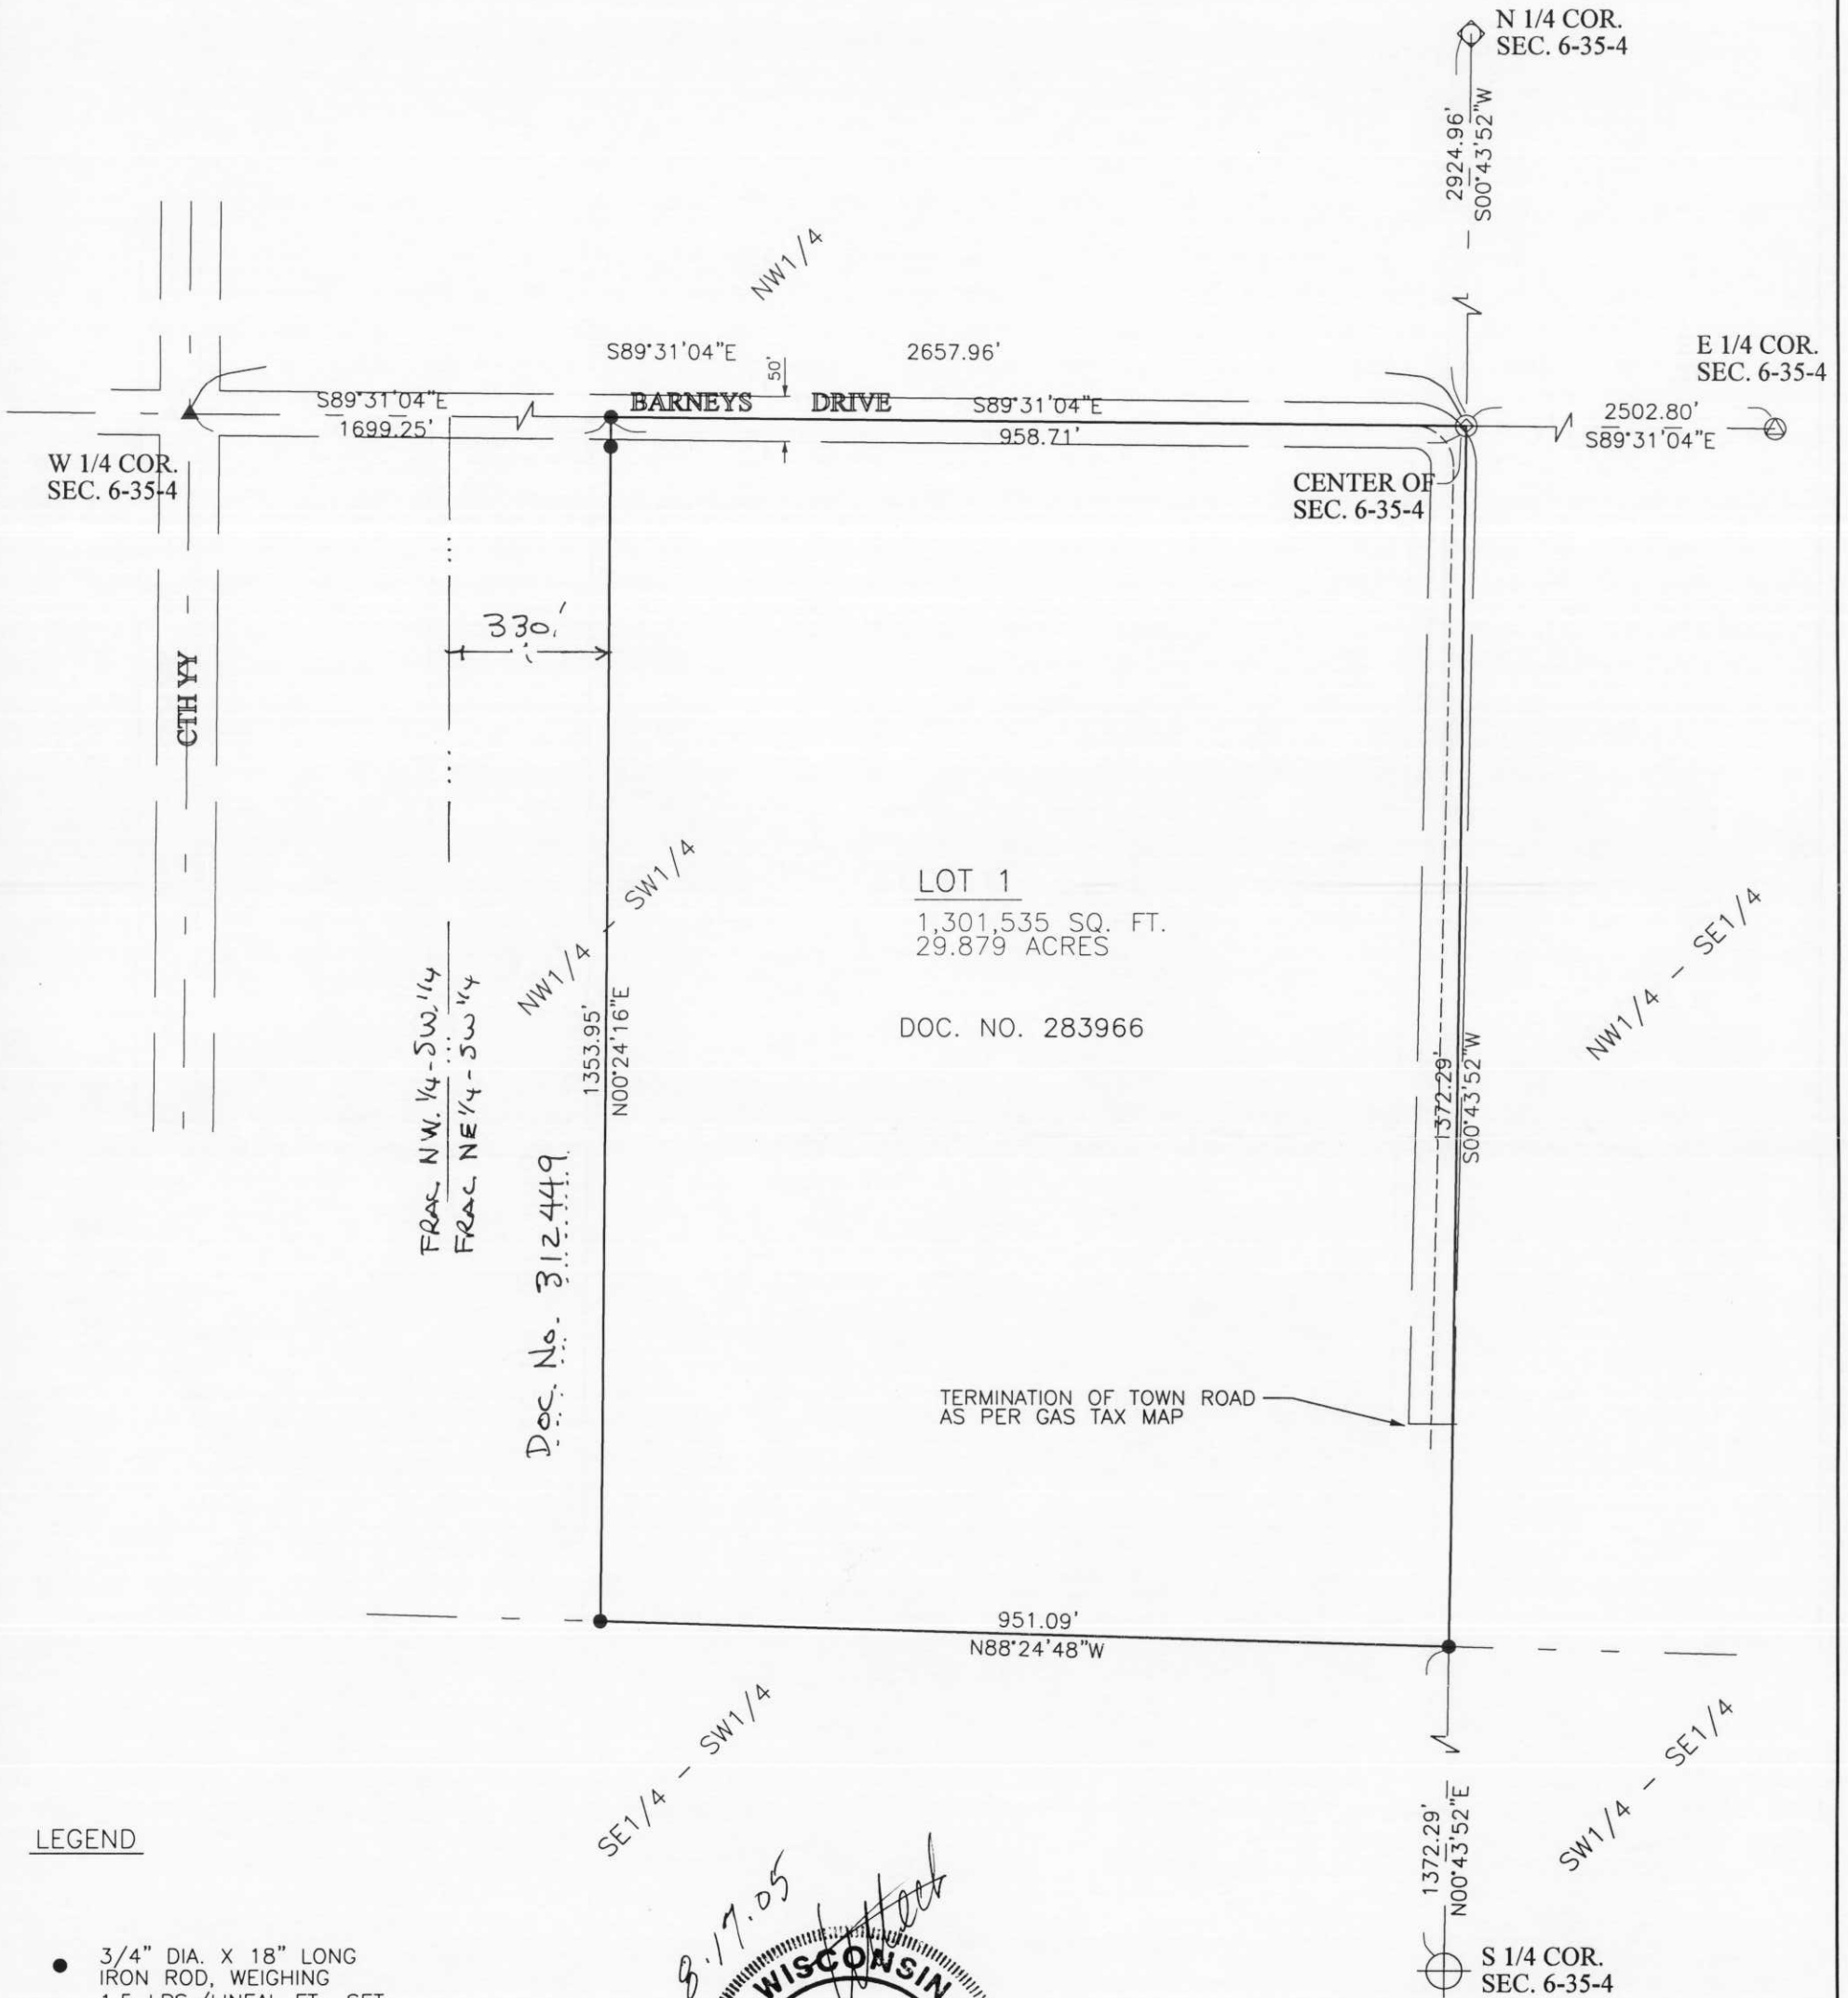 N 1/4 COR.
SEC. 6-35-4
2924.96'
S00°43'52"W
NW1/4
S89°31'04"E
2657.96'
50'
E 1/4 COR.
SEC. 6-35-4
S89°31'04"E
1699.25'
BARNEYS DRIVE
S89°31'04"E
958.71'
2502.80'
S89°31'04"E
W 1/4 COR.
SEC. 6-35-4
CENTER OF
SEC. 6-35-4
330'
CTH YY
NW1/4 - SW1/4
LOT 1
1,301,535 SQ. FT.
29.879 ACRES
DOC. NO. 283966
NW1/4 - SE1/4
FRAC NW. 1/4 - SW. 1/4
FRAC NE 1/4 - SW 1/4
1353.95'
N00°24'16"E
1372.29'
S00°43'52"W
Doc. No. 312449
TERMINATION OF TOWN ROAD
AS PER GAS TAX MAP
951.09'
N88°24'48"W
SE1/4 - SW1/4
SW1/4 - SE1/4
1372.29'
N00°43'52"E
LEGEND
8.17.05
WISCONSIN
3/4" DIA. X 18" LONG
IRON ROD, WEIGHING
1.5 LBS./LINEAL FT. SET
S 1/4 COR.
SEC. 6-35-4